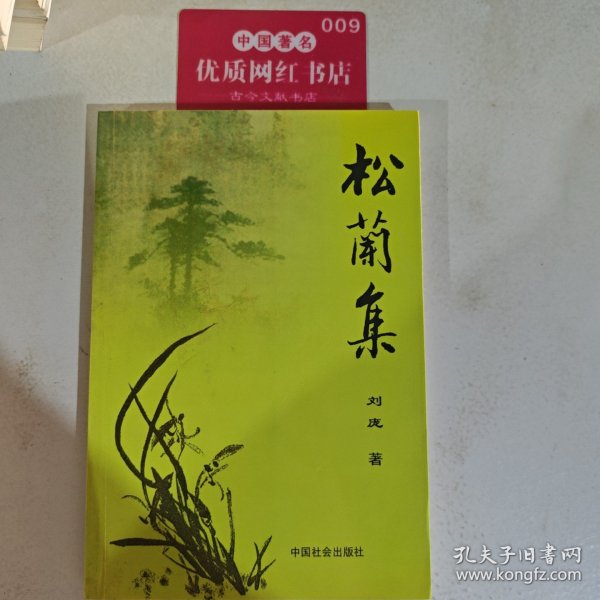 009
中国著名
优质网红书店
古今文献书店
松蘭集
刘庞 著
中国社会出版社
孔夫子旧书网
www.kongfz.com